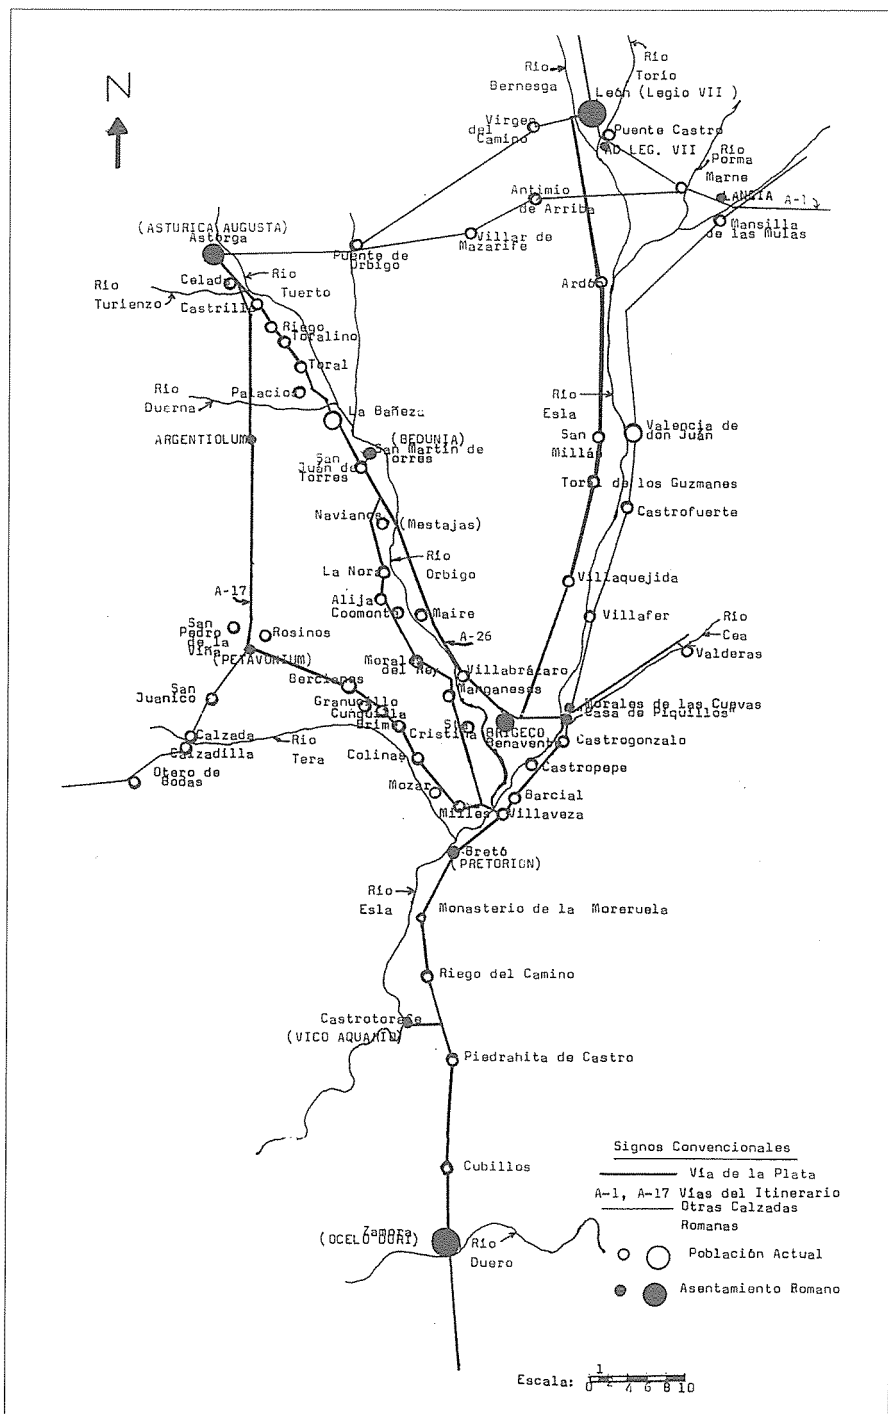 N
Río
Bernesga
Río
Torio
León (Legio VII )
Virgen
del
Camino
Puente Castro
AD LEG. VII
Río
Porma
Marne
LANCIA
A-1
Antimio
de Arriba
Mansilla
de las Mulas
(ASTURICA AUGUSTA)
Astorga
Puente de
Orbigo
Villar de
Mazarife
Celada
Río
Tuerto
Río
Turienzo
Castrillo
Ardón
Riego
Toralino
Toral
Palacios
Río
Duerna
La Bañeza
Río
Esla
Valencia de
don Juán
ARGENTIOLUM
(BEDUNIA)
San Martín de
Torres
San
Juán de
Torres
San
Millán
Toral de los Guzmanes
Castrofuerte
Navianos
(Mestajas)
La Nora
Río
Orbigo
Villaquejida
A-17
Alija
Coomonte
Maire
Villafer
San
Pedro
de la
Viña
Rosinos
A-26
Río
Cea
(PETAVONIUM)
Morales
del Rey
Villabrázaro
Valderas
San
Juanico
Bercianos
Manganeses
Granucillo
Cunquilla
Brime
Sta
Cristina
BRIGECO
Benavente
Morales de las Cuevas
"Casa de Piquillos"
Calzada
Calzadilla
Río
Tera
Colinas
Castrogonzalo
Otero de
Bodas
Castropepe
Mozar
Barcial
Milles
Villaveza
Bretó
(PRETORION)
Río
Esla
Monasterio de la Moreruela
Riego del Camino
Castrotorafe
(VICO AQUARIO)
Piedrahita de Castro
Cubillos
Zamora
(OCELO DURI)
Río
Duero
Signos Convencionales
Vía de la Plata
A-1, A-17 Vías del Itinerario
Otras Calzadas
Romanas
Población Actual
Asentamiento Romano
Escala:
1
0 2 4 6 8 10